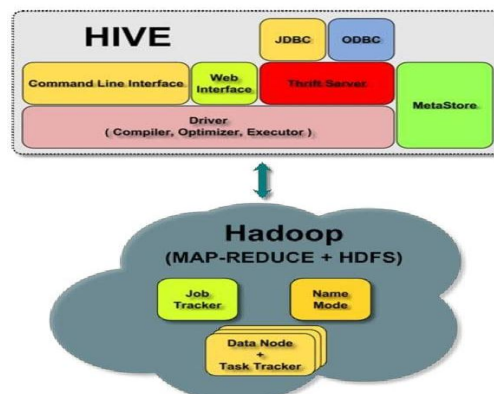 HIVE
JDBC
ODBC
Command Line Interface
Web
Interface
Thrift Server
MetaStore
Driver
( Compiler, Optimizer, Executor )
Hadoop
(MAP-REDUCE + HDFS)
Job
Tracker
Name
Mode
Data Node
+
Task Tracker